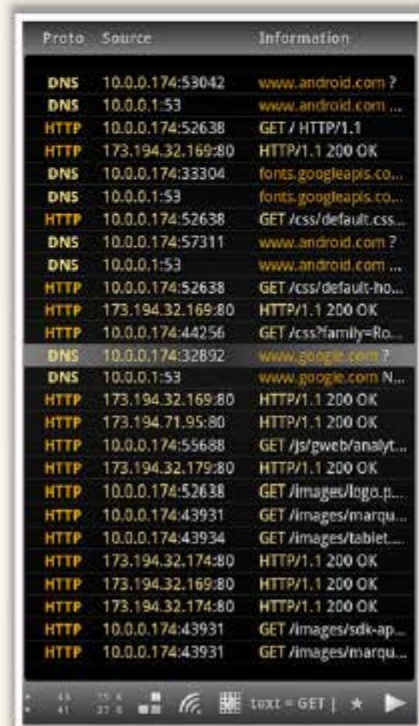 Proto Source Information
DNS 10.0.0.174:53042 www.android.com ?
DNS 10.0.0.1:53 www.android.com ...
HTTP 10.0.0.174:52638 GET / HTTP/1.1
HTTP 173.194.32.169:80 HTTP/1.1 200 OK
DNS 10.0.0.174:33304 fonts.googleapis.co...
DNS 10.0.0.1:53 fonts.googleapis.co...
HTTP 10.0.0.174:52638 GET /css/default.css...
DNS 10.0.0.174:57311 www.android.com ?
DNS 10.0.0.1:53 www.android.com ...
HTTP 10.0.0.174:52638 GET /css/default-ho...
HTTP 173.194.32.169:80 HTTP/1.1 200 OK
HTTP 10.0.0.174:44256 GET /css?family=Ro...
DNS 10.0.0.174:32892 www.google.com ?
DNS 10.0.0.1:53 www.google.com N...
HTTP 173.194.32.169:80 HTTP/1.1 200 OK
HTTP 173.194.71.95:80 HTTP/1.1 200 OK
HTTP 10.0.0.174:55688 GET /js/gweb/analyt...
HTTP 173.194.32.179:80 HTTP/1.1 200 OK
HTTP 10.0.0.174:52638 GET /images/logo.p...
HTTP 10.0.0.174:43931 GET /images/marqu...
HTTP 10.0.0.174:43934 GET /images/tablet....
HTTP 173.194.32.174:80 HTTP/1.1 200 OK
HTTP 173.194.32.169:80 HTTP/1.1 200 OK
HTTP 173.194.32.174:80 HTTP/1.1 200 OK
HTTP 10.0.0.174:43931 GET /images/sdk-ap...
HTTP 10.0.0.174:43931 GET /images/marqu...
text = GET |